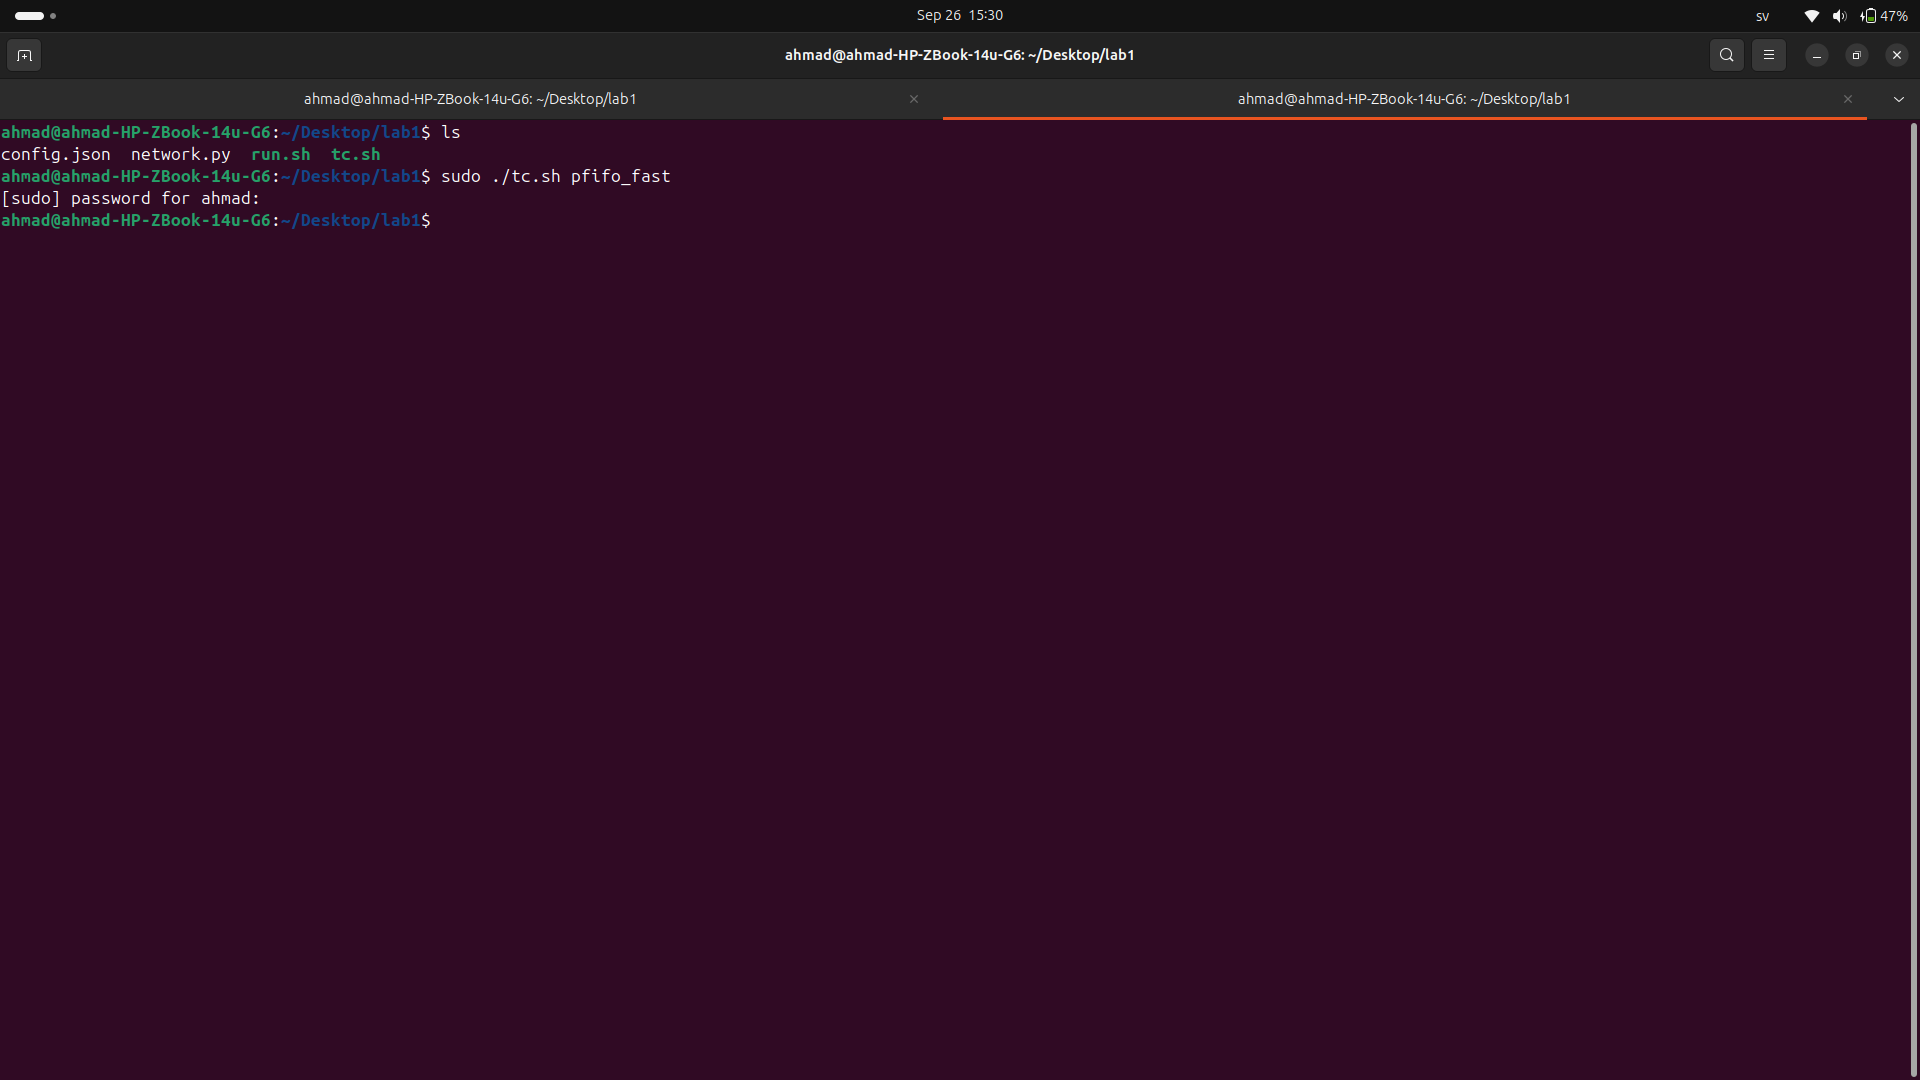 Sep 26 15:30
sv
47%
ahmad@ahmad-HP-ZBook-14u-G6: ~/Desktop/lab1
ahmad@ahmad-HP-ZBook-14u-G6: ~/Desktop/lab1
ahmad@ahmad-HP-ZBook-14u-G6: ~/Desktop/lab1
ahmad@ahmad-HP-ZBook-14u-G6:~/Desktop/lab1$ ls
config.json  network.py  run.sh  tc.sh
ahmad@ahmad-HP-ZBook-14u-G6:~/Desktop/lab1$ sudo ./tc.sh pfifo_fast
[sudo] password for ahmad:
ahmad@ahmad-HP-ZBook-14u-G6:~/Desktop/lab1$